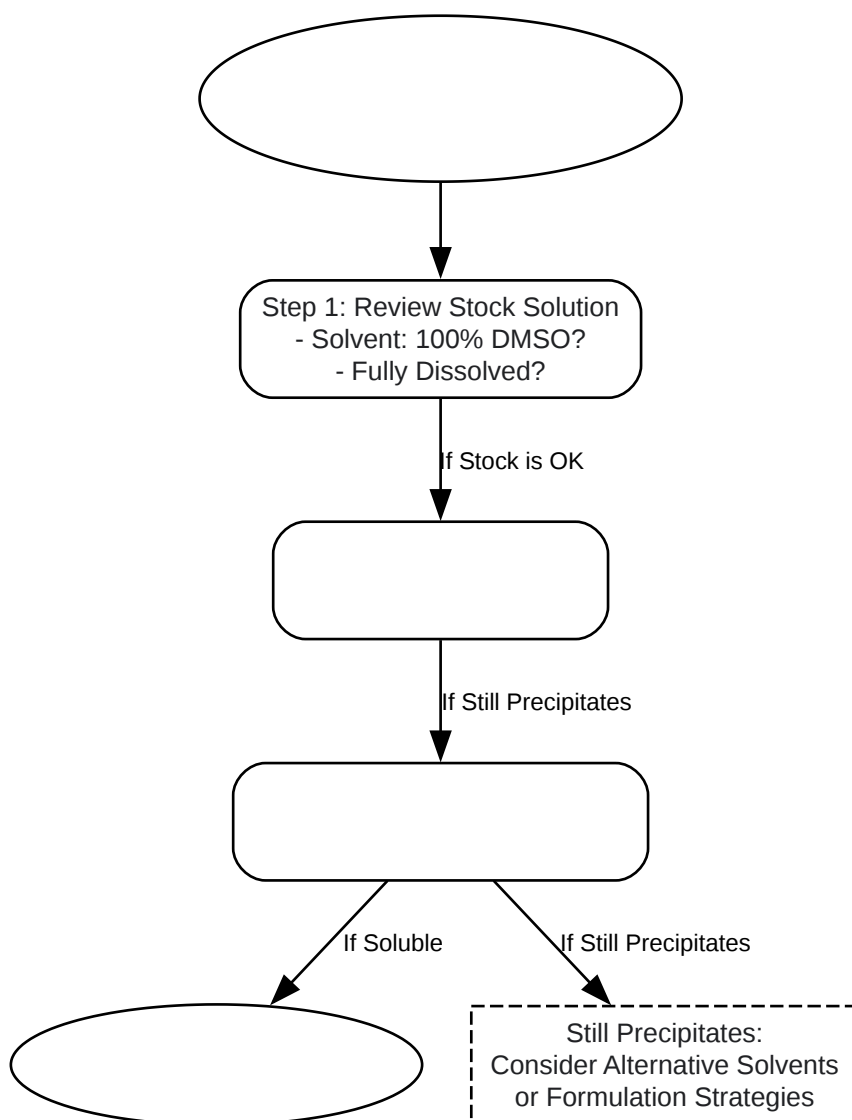 Step 1: Review Stock Solution
- Solvent: 100% DMSO?
- Fully Dissolved?
If Stock is OK
If Still Precipitates
If Soluble
If Still Precipitates
Still Precipitates:
Consider Alternative Solvents
or Formulation Strategies